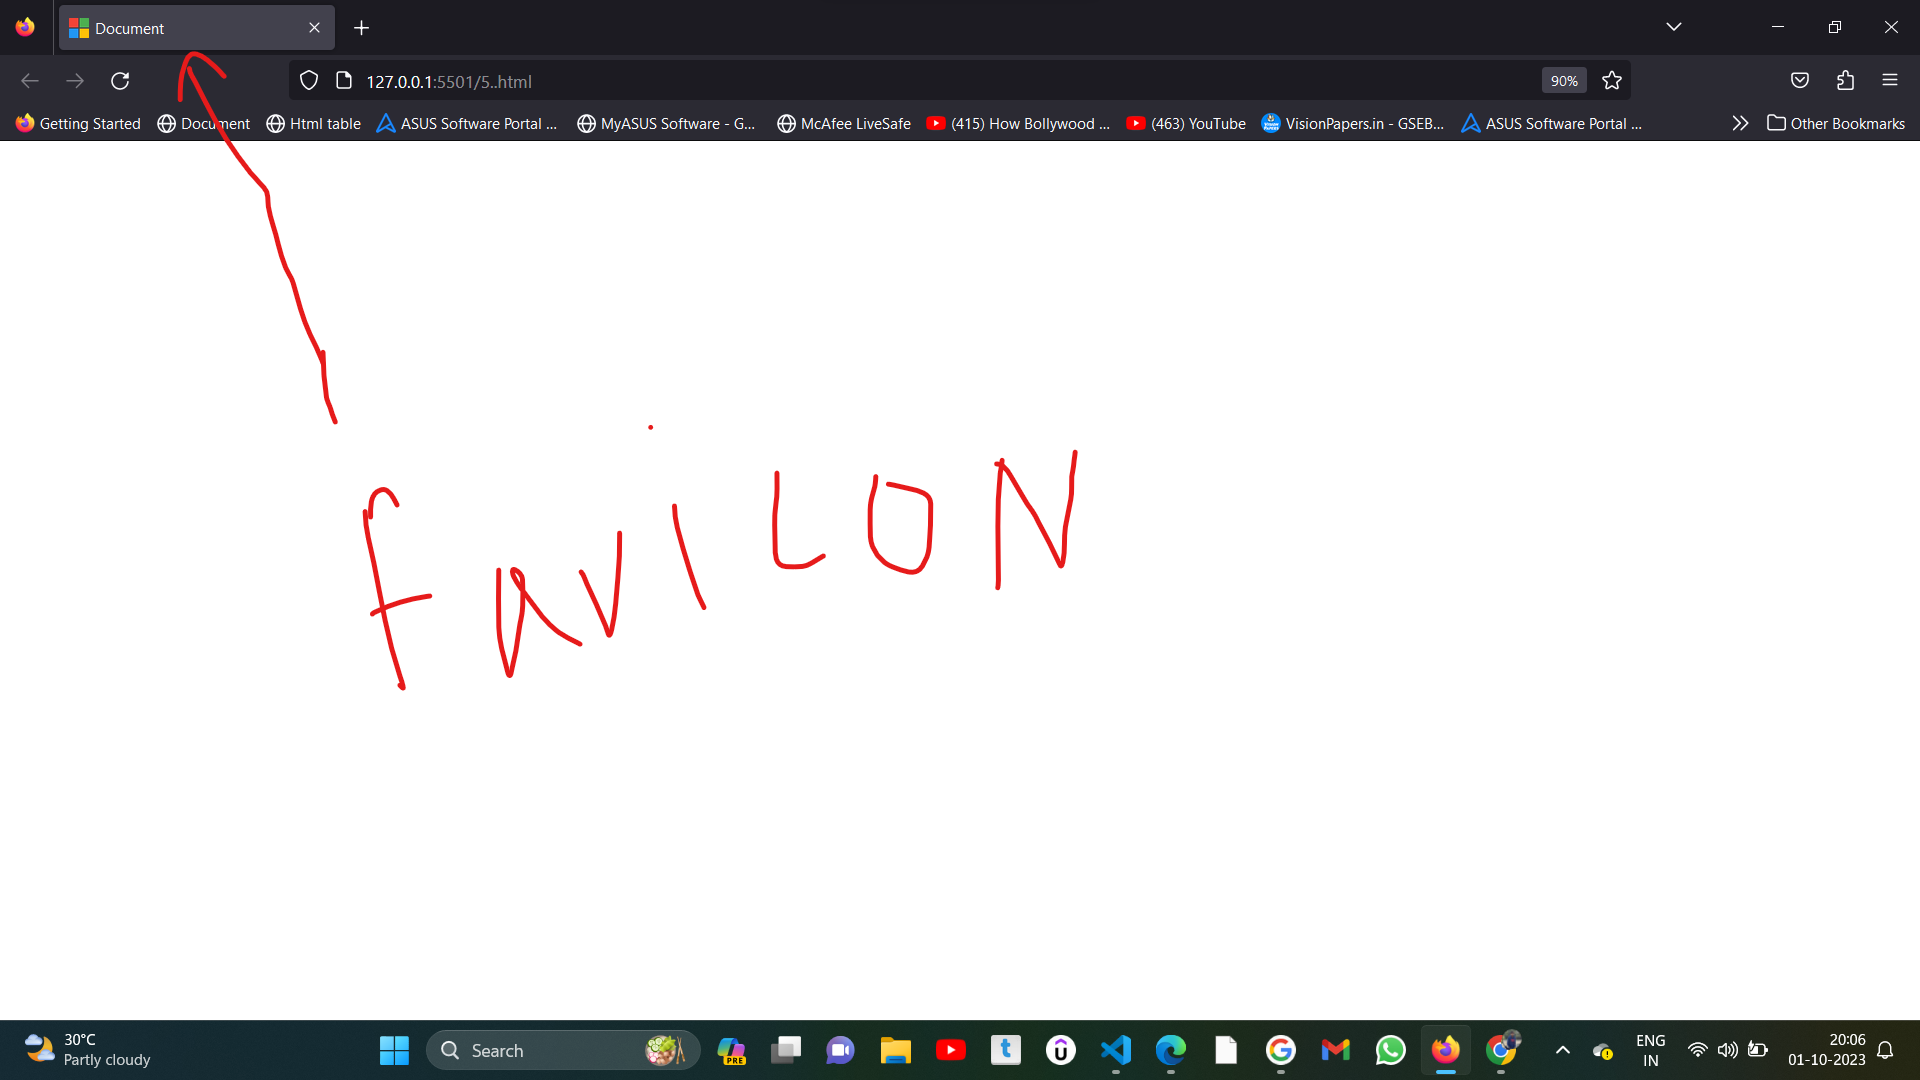 Document
127.0.0.1:5501/5..html
90%
Getting Started Document Html table ASUS Software Portal ... MyASUS Software - G... McAfee LiveSafe (415) How Bollywood ... (463) YouTube VisionPapers.in - GSEB... ASUS Software Portal ... Other Bookmarks
faviLON
30°C
Partly cloudy
Search
PRE
ENG
IN
20:06
01-10-2023